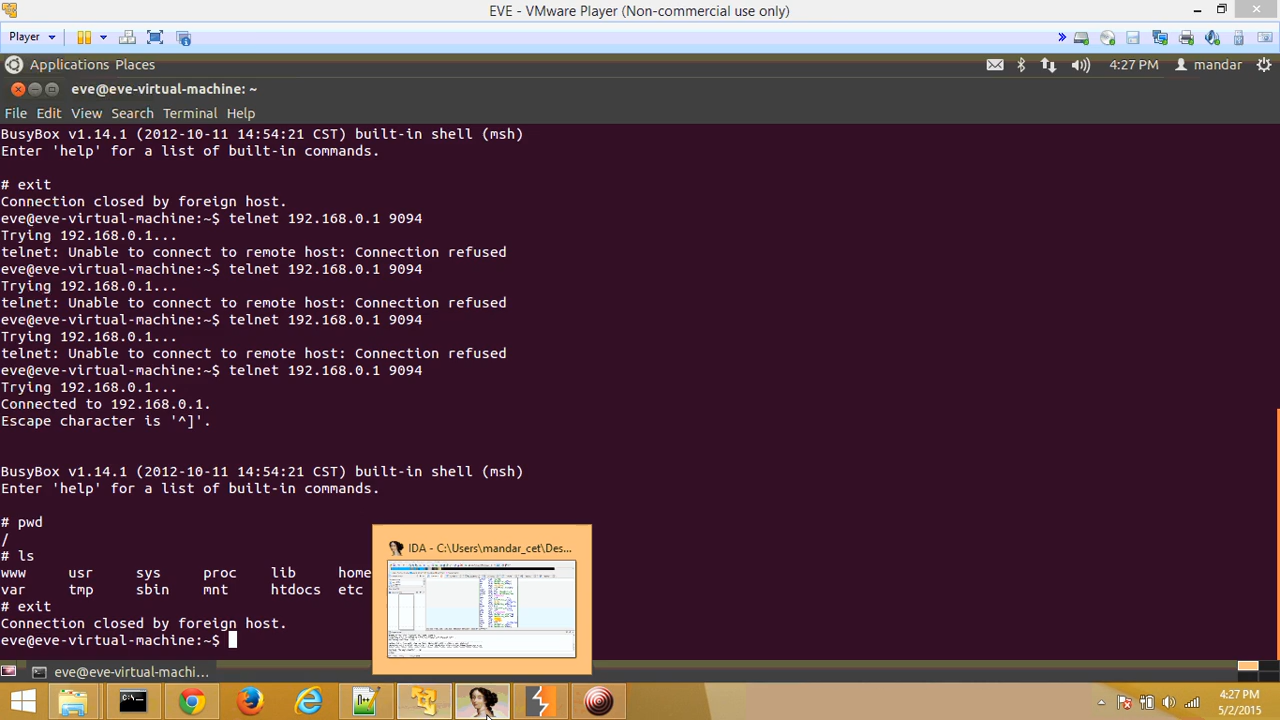 EVE - VMware Player (Non-commercial use only)
Player
Applications Places
4:27 PM
mandar
eve@eve-virtual-machine: ~
File Edit View Search Terminal Help
BusyBox v1.14.1 (2012-10-11 14:54:21 CST) built-in shell (msh)
Enter 'help' for a list of built-in commands.
# exit
Connection closed by foreign host.
eve@eve-virtual-machine:~$ telnet 192.168.0.1 9094
Trying 192.168.0.1...
telnet: Unable to connect to remote host: Connection refused
eve@eve-virtual-machine:~$ telnet 192.168.0.1 9094
Trying 192.168.0.1...
telnet: Unable to connect to remote host: Connection refused
eve@eve-virtual-machine:~$ telnet 192.168.0.1 9094
Trying 192.168.0.1...
telnet: Unable to connect to remote host: Connection refused
eve@eve-virtual-machine:~$ telnet 192.168.0.1 9094
Trying 192.168.0.1...
Connected to 192.168.0.1.
Escape character is '^]'.
BusyBox v1.14.1 (2012-10-11 14:54:21 CST) built-in shell (msh)
Enter 'help' for a list of built-in commands.
# pwd
/
# ls
www usr sys proc lib home
var tmp sbin mnt htdocs etc
# exit
Connection closed by foreign host.
eve@eve-virtual-machine:~$
IDA - C:\Users\mandar_cet\Des...
eve@eve-virtual-machi...
4:27 PM
5/2/2015